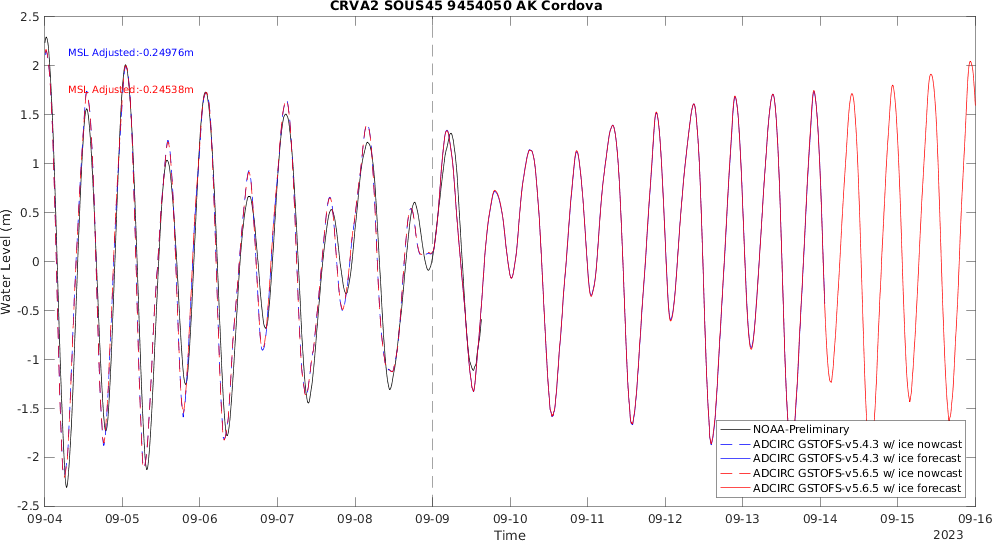 CRVA2 SOUS45 9454050 AK Cordova
2.5
2
1.5
1
0.5
0
-0.5
-1
-1.5
-2
-2.5
Water Level (m)
MSL Adjusted:-0.24976m
MSL Adjusted:-0.24538m
NOAA-Preliminary
ADCIRC GSTOFS-v5.4.3 w/ ice nowcast
ADCIRC GSTOFS-v5.4.3 w/ ice forecast
ADCIRC GSTOFS-v5.6.5 w/ ice nowcast
ADCIRC GSTOFS-v5.6.5 w/ ice forecast
09-04 09-05 09-06 09-07 09-08 09-09 09-10 09-11 09-12 09-13 09-14 09-15 09-16
Time
2023